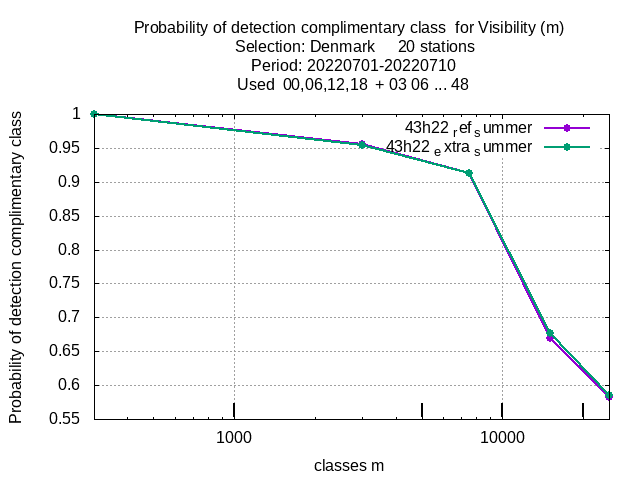 Probability of detection complimentary class  for Visibility (m)
Selection: Denmark     20 stations
Period: 20220701-20220710
Used  00,06,12,18  + 03 06 ... 48
Probability of detection complimentary class
1
0.95
0.9
0.85
0.8
0.75
0.7
0.65
0.6
0.55
43h22 ref summer
43h22 extra summer
1000
10000
classes m